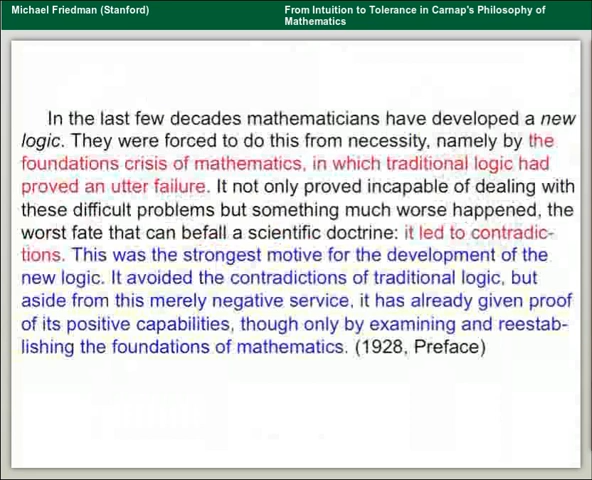 Michael Friedman (Stanford)
From Intuition to Tolerance in Carnap's Philosophy of
Mathematics
In the last few decades mathematicians have developed a new
logic. They were forced to do this from necessity, namely by the
foundations crisis of mathematics, in which traditional logic had
proved an utter failure. It not only proved incapable of dealing with
these difficult problems but something much worse happened, the
worst fate that can befall a scientific doctrine: it led to contradic-
tions. This was the strongest motive for the development of the
new logic. It avoided the contradictions of traditional logic, but
aside from this merely negative service, it has already given proof
of its positive capabilities, though only by examining and reestab-
lishing the foundations of mathematics. (1928, Preface)